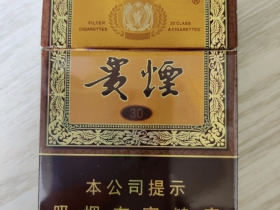 FILTER CIGARETTES
20 CLASS A CIGARETTES
®
貴煙
30
本公司提示